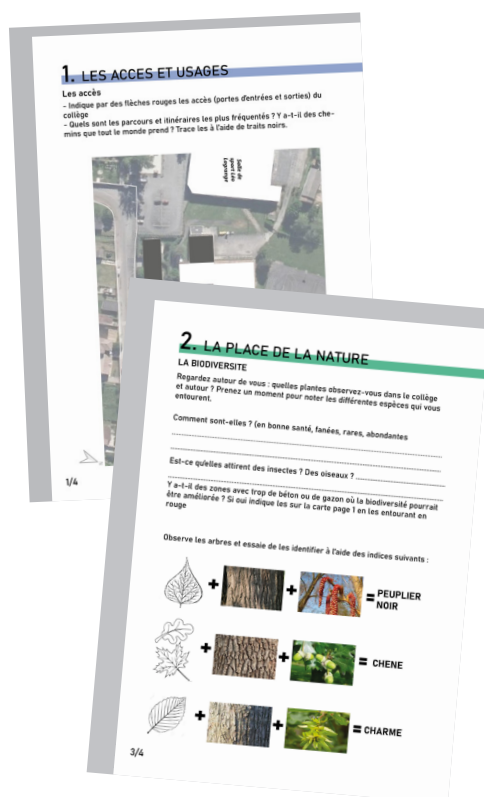 1. LES ACCES ET USAGES
Les accès
- Indique par des flèches rouges les accès (portes d'entrées et sorties) du
collège
- Quels sont les parcours et itinéraires les plus fréquentés ? Y a-t-il des che-
mins que tout le monde prend ? Trace les à l'aide de traits noirs.
Salle de
sport Léo
Lagrange
1/4
2. LA PLACE DE LA NATURE
LA BIODIVERSITE
Regardez autour de vous : quelles plantes observez-vous dans le collège
et autour ? Prenez un moment pour noter les différentes espèces qui vous
entourent.
Comment sont-elles ? (en bonne santé, fanées, rares, abondantes
Est-ce qu'elles attirent des insectes ? Des oiseaux ?
Y a-t-il des zones avec trop de béton ou de gazon où la biodiversité pourrait
être améliorée ? Si oui indique les sur la carte page 1 en les entourant en
rouge
Observe les arbres et essaie de les identifier à l'aide des indices suivants :
+ + = PEUPLIER
NOIR
+ + = CHENE
+ + = CHARME
3/4